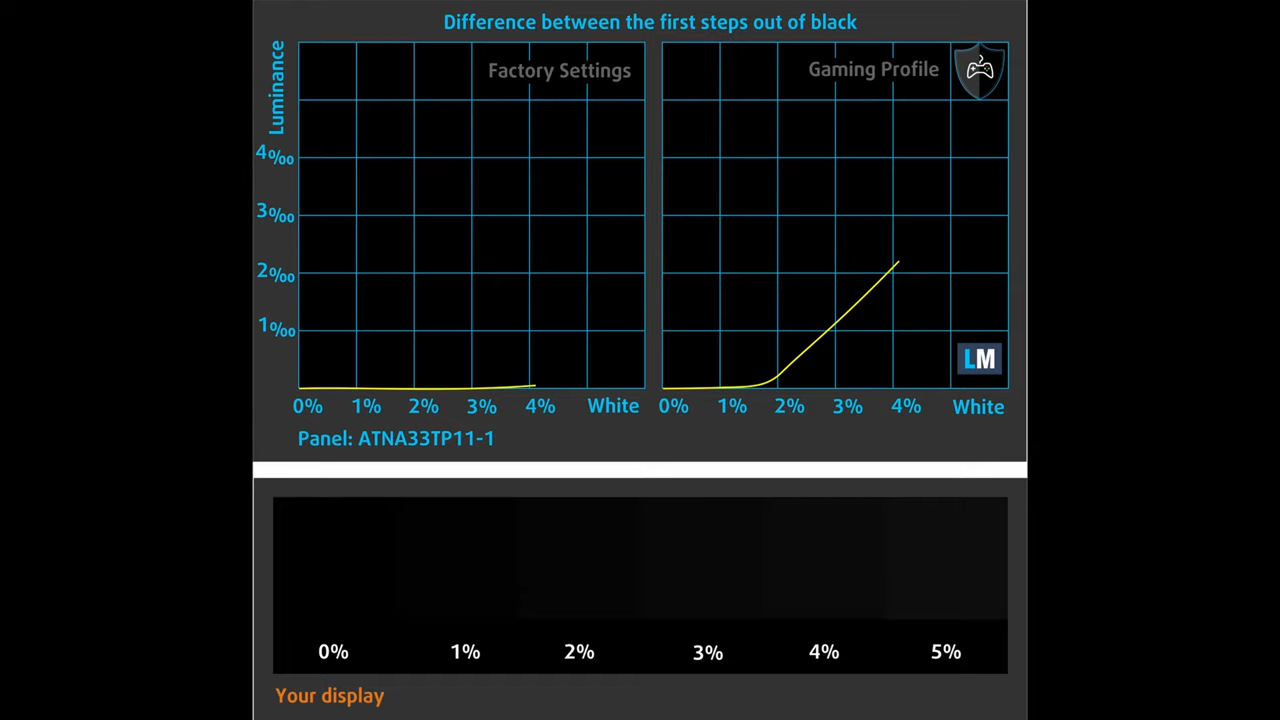 Difference between the first steps out of black
Luminance
Factory Settings
Gaming Profile
4‰
3‰
2‰
1‰
LM
0% 1% 2% 3% 4% White
0% 1% 2% 3% 4% White
Panel: ATNA33TP11-1
0% 1% 2% 3% 4% 5%
Your display